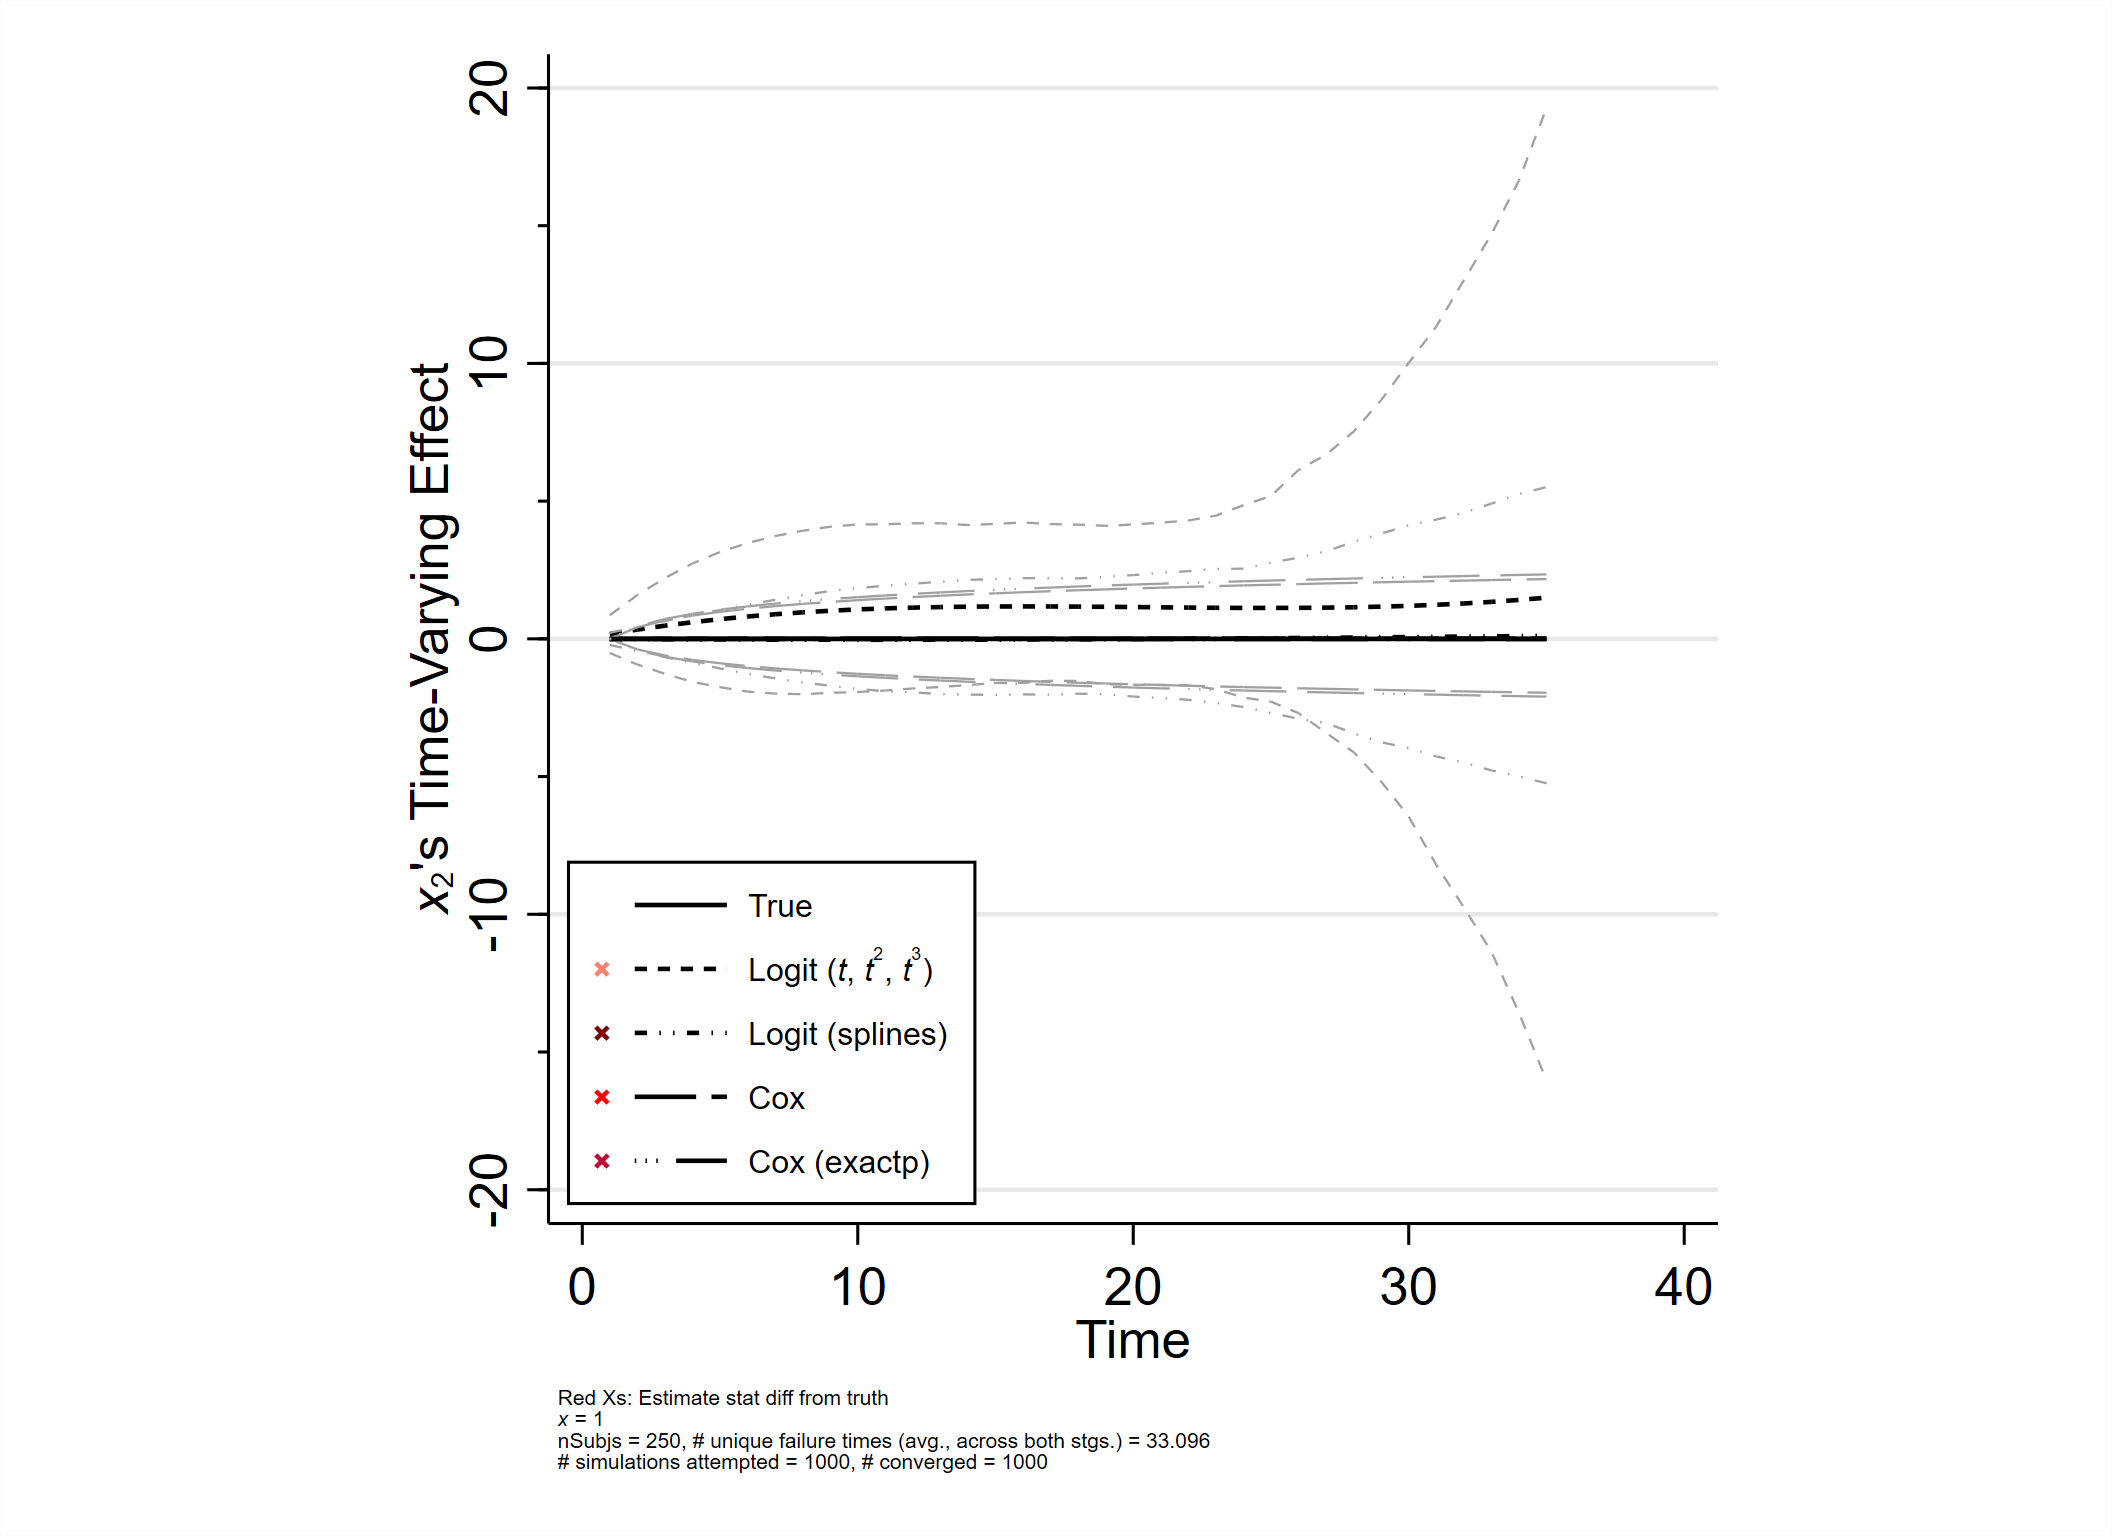 20
10
0
-10
-20
x₂'s Time-Varying Effect
True
Logit (t, t², t³)
Logit (splines)
Cox
Cox (exactp)
0 10 20 30 40
Time
Red Xs: Estimate stat diff from truth
x = 1
nSubjs = 250, # unique failure times (avg., across both stgs.) = 33.096
# simulations attempted = 1000, # converged = 1000